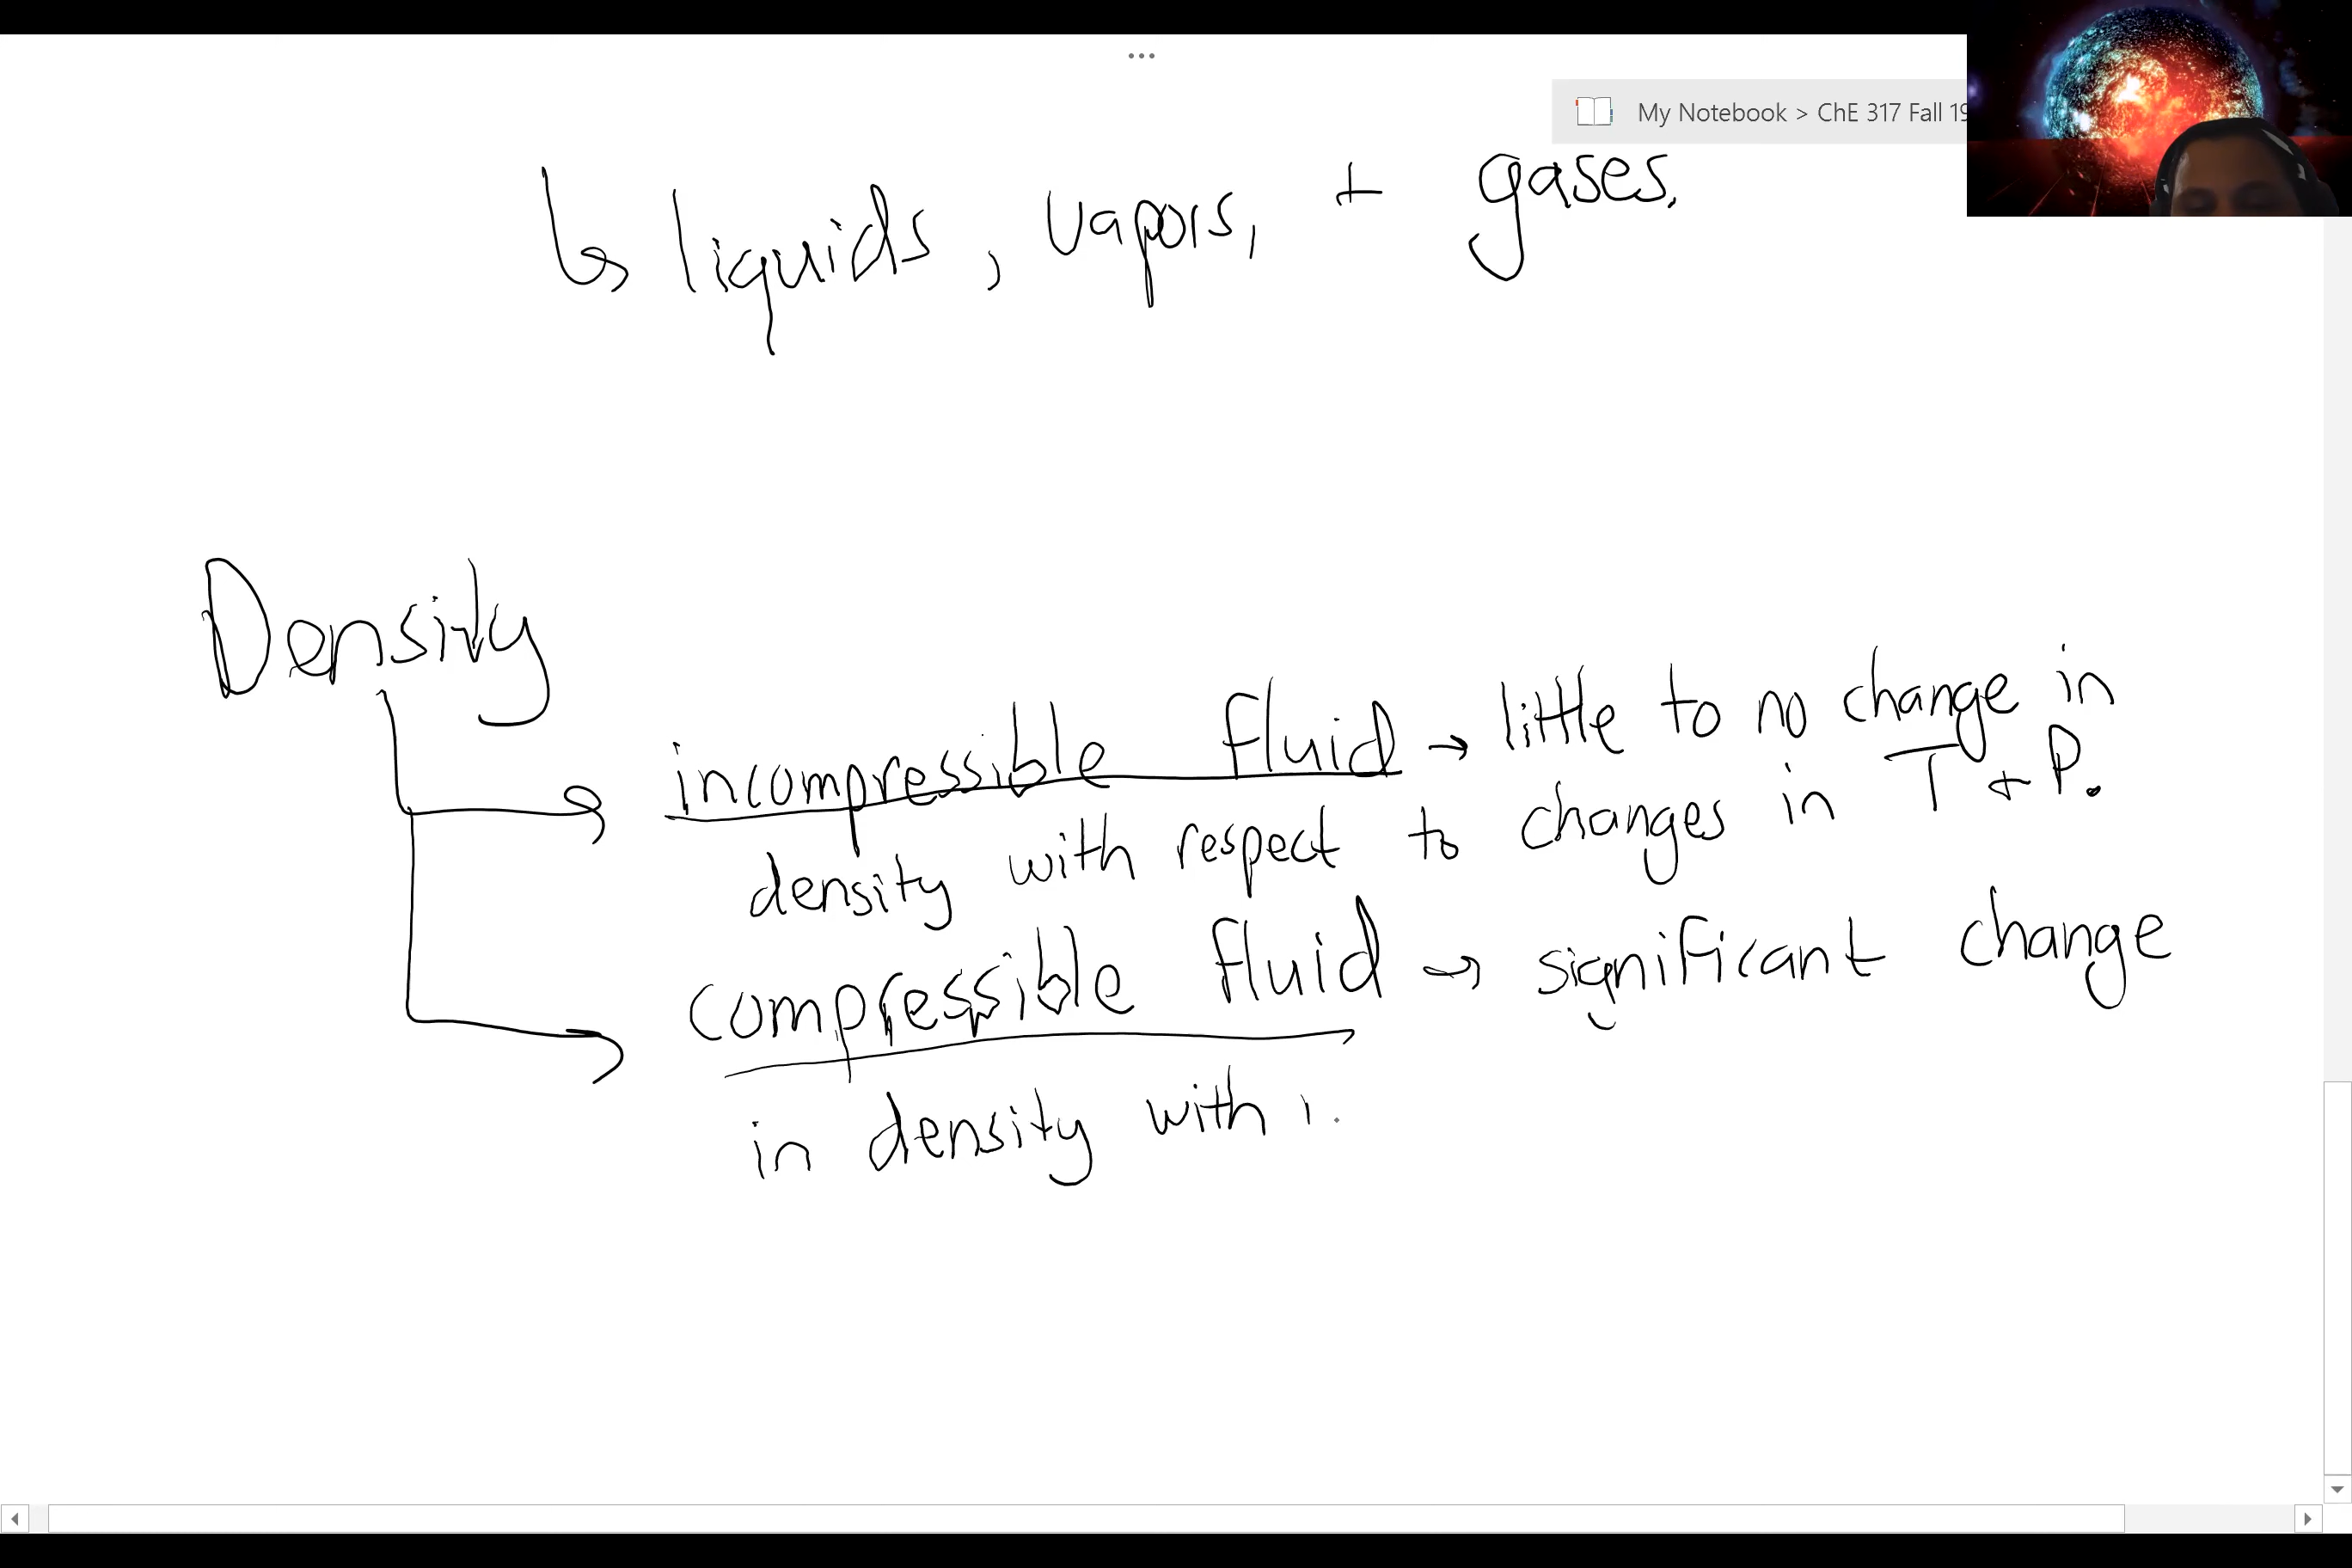 ...
My Notebook > ChE 317 Fall 19
↳ liquids, vapors, + gases.
Density
→ incompressible fluid → little to no change in
density with respect to changes in T + P.
→ compressible fluid → significant change
in density with